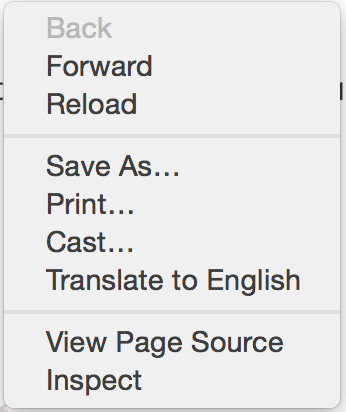 Back
Forward
Reload
Save As...
Print...
Cast...
Translate to English
View Page Source
Inspect